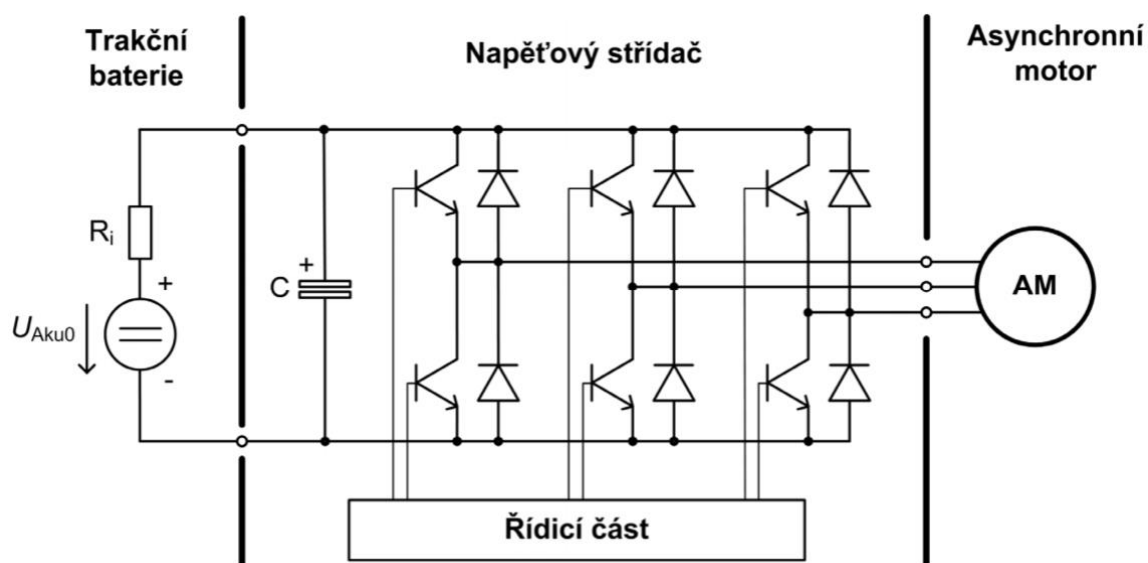 Trakční
baterie
Napěťový střídač
Asynchronní
motor
Ri
+
UAku0
-
+
C
AM
Řídicí část